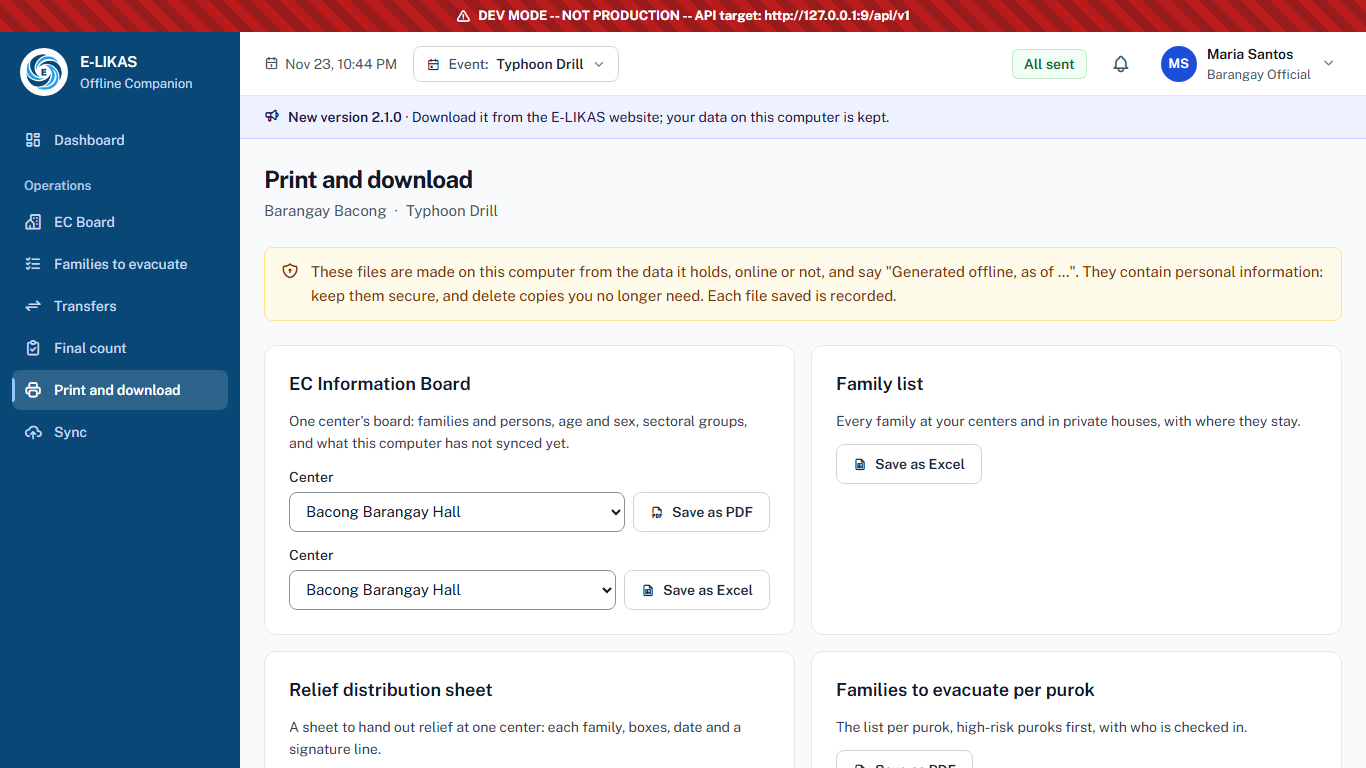 DEV MODE -- NOT PRODUCTION -- API target: http://127.0.0.1:9/api/v1
E-LIKAS
Offline Companion
Nov 23, 10:44 PM
Event: Typhoon Drill
All sent
MS
Maria Santos
Barangay Official
New version 2.1.0 · Download it from the E-LIKAS website; your data on this computer is kept.
Dashboard
Operations
EC Board
Families to evacuate
Transfers
Final count
Print and download
Sync
Print and download
Barangay Bacong · Typhoon Drill
These files are made on this computer from the data it holds, online or not, and say "Generated offline, as of ...". They contain personal information:
keep them secure, and delete copies you no longer need. Each file saved is recorded.
EC Information Board
One center's board: families and persons, age and sex, sectoral groups,
and what this computer has not synced yet.
Center
Bacong Barangay Hall
Save as PDF
Center
Bacong Barangay Hall
Save as Excel
Family list
Every family at your centers and in private houses, with where they stay.
Save as Excel
Relief distribution sheet
A sheet to hand out relief at one center: each family, boxes, date and a
signature line.
Families to evacuate per purok
The list per purok, high-risk puroks first, with who is checked in.
Save as PDF